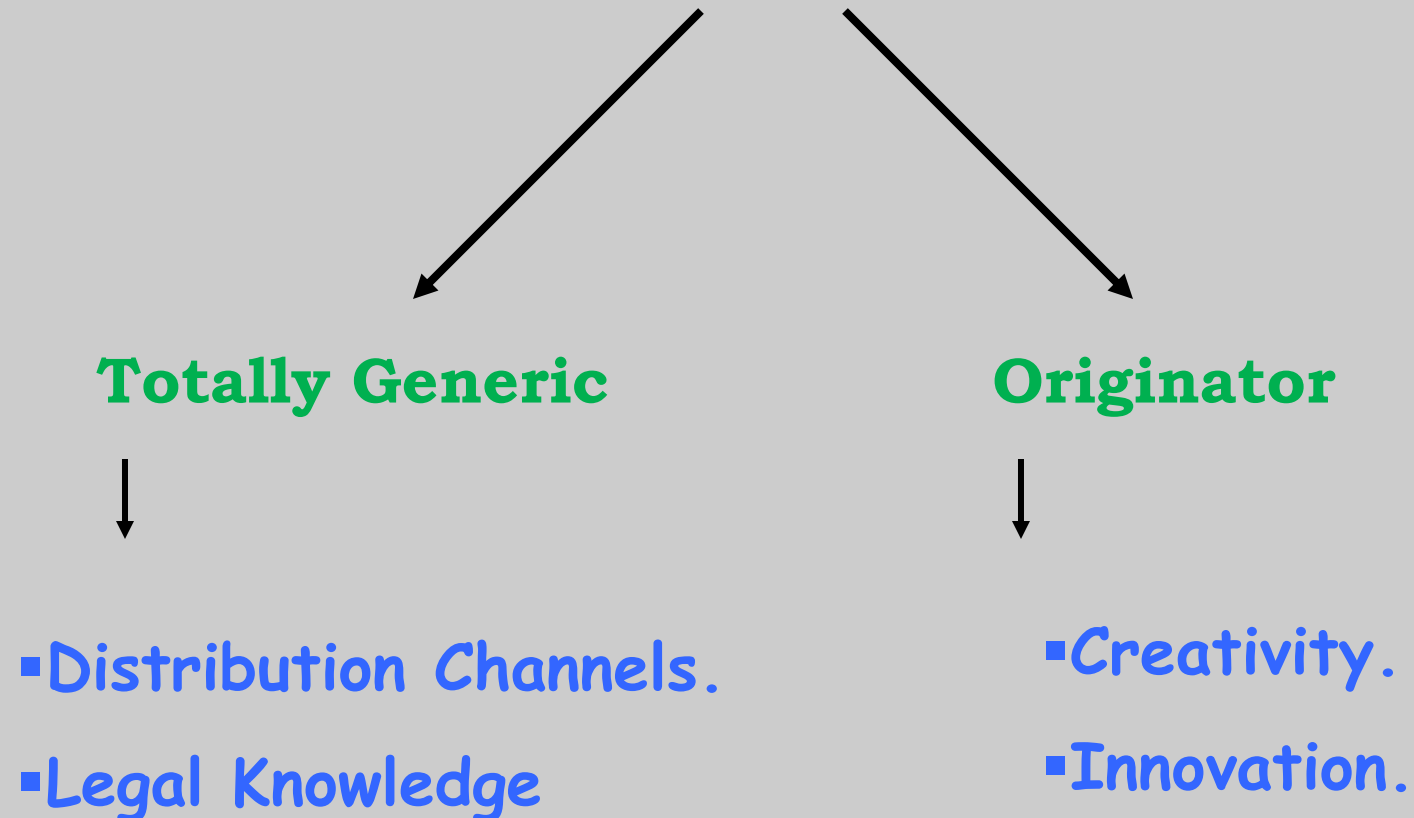 Totally Generic
Originator
▪Distribution Channels.
▪Legal Knowledge
▪Creativity.
▪Innovation.